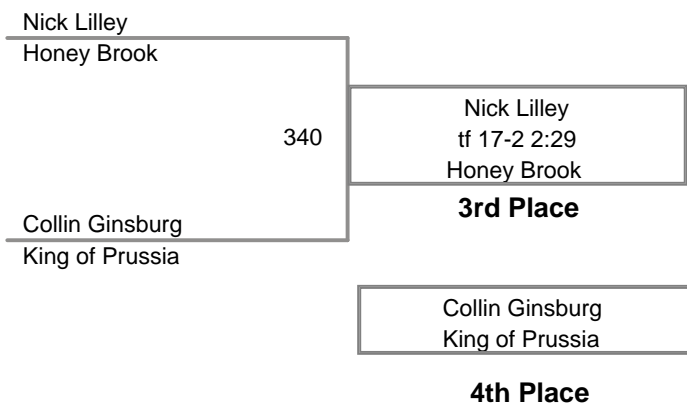 Nick Lilley
Honey Brook
340
Nick Lilley
tf 17-2 2:29
Honey Brook
3rd Place
Collin Ginsburg
King of Prussia
Collin Ginsburg
King of Prussia
4th Place